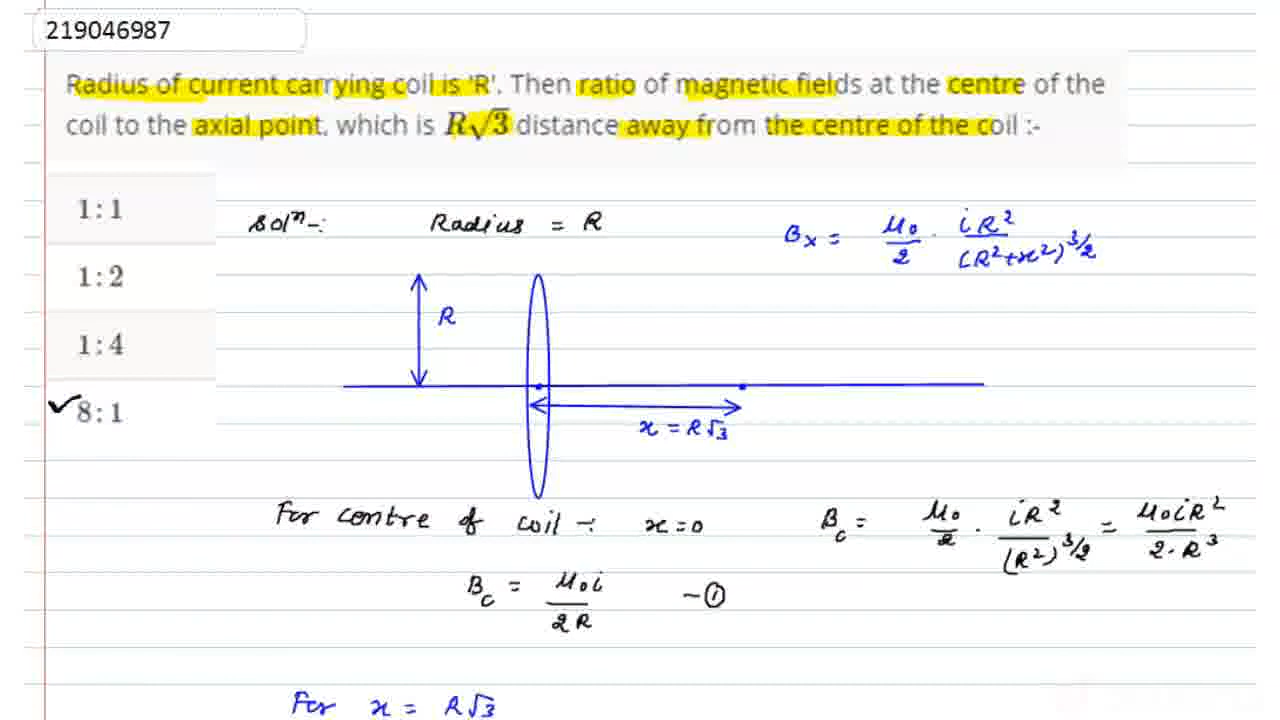 219046987
Radius of current carrying coil is 'R'. Then ratio of magnetic fields at the centre of the
coil to the axial point, which is R√3 distance away from the centre of the coil :-
1 : 1
1 : 2
1 : 4
✓ 8 : 1
Solⁿ -: Radius = R
Bx = μ₀/2 · iR²/(R²+x²)^3/2
R
x = R√3
For centre of coil -: x = 0 Bc = μ₀/2 · iR²/(R²)^3/2 = μ₀iR²/2·R³
Bc = μ₀i/2R -①
For x = R√3